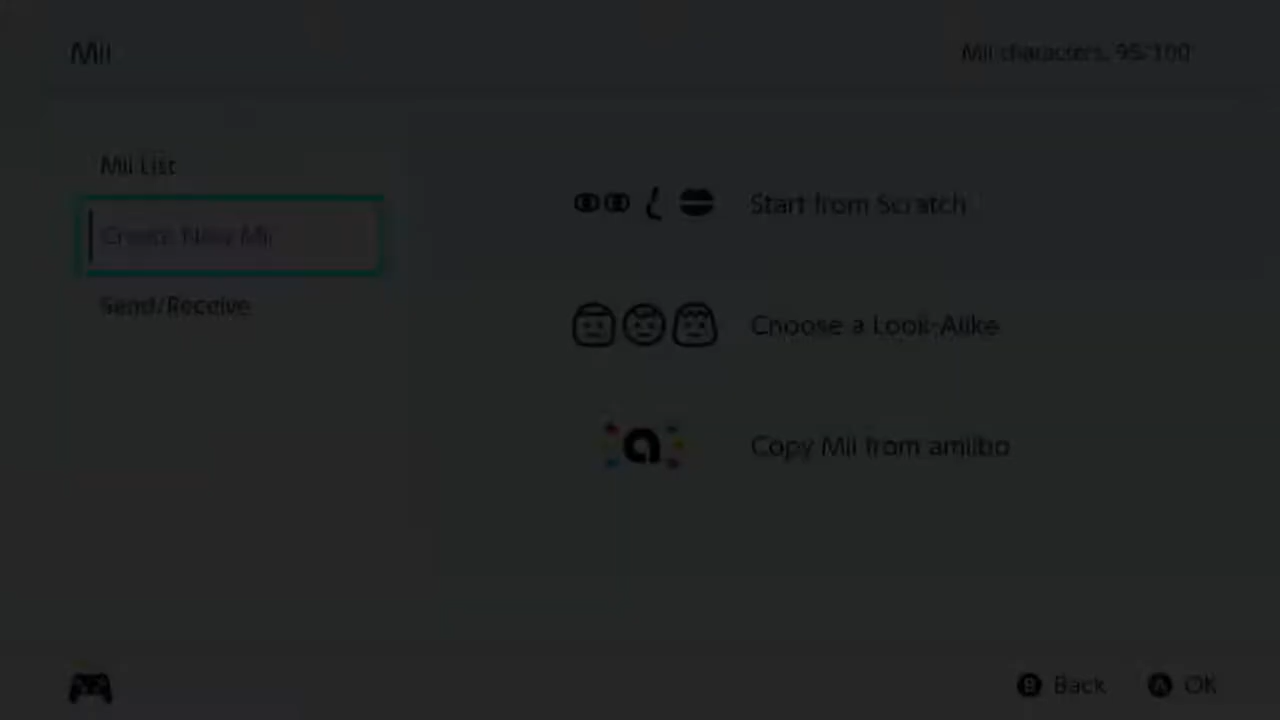 Mii
Mii characters: 95/100
Mii List
Create New Mii
Send/Receive
Start from Scratch
Choose a Look-Alike
Copy Mii from amiibo
B Back
A OK